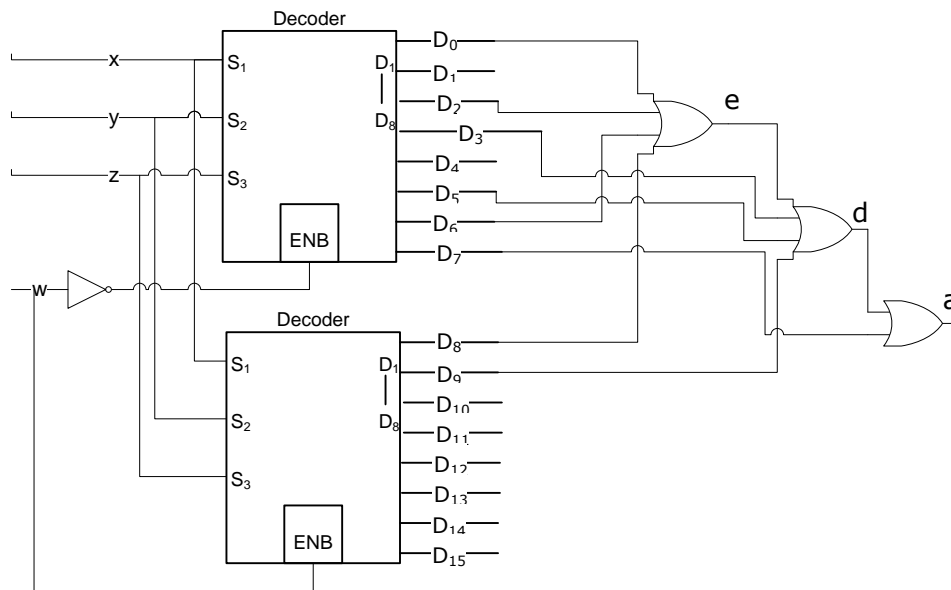 Decoder
x
y
z
w
S₁
S₂
S₃
D₁
D₈
ENB
D₀
D₁
D₂
D₃
D₄
D₅
D₆
D₇
e
d
a
Decoder
S₁
S₂
S₃
D₁
D₈
ENB
D₈
D₉
D₁₀
D₁₁
D₁₂
D₁₃
D₁₄
D₁₅